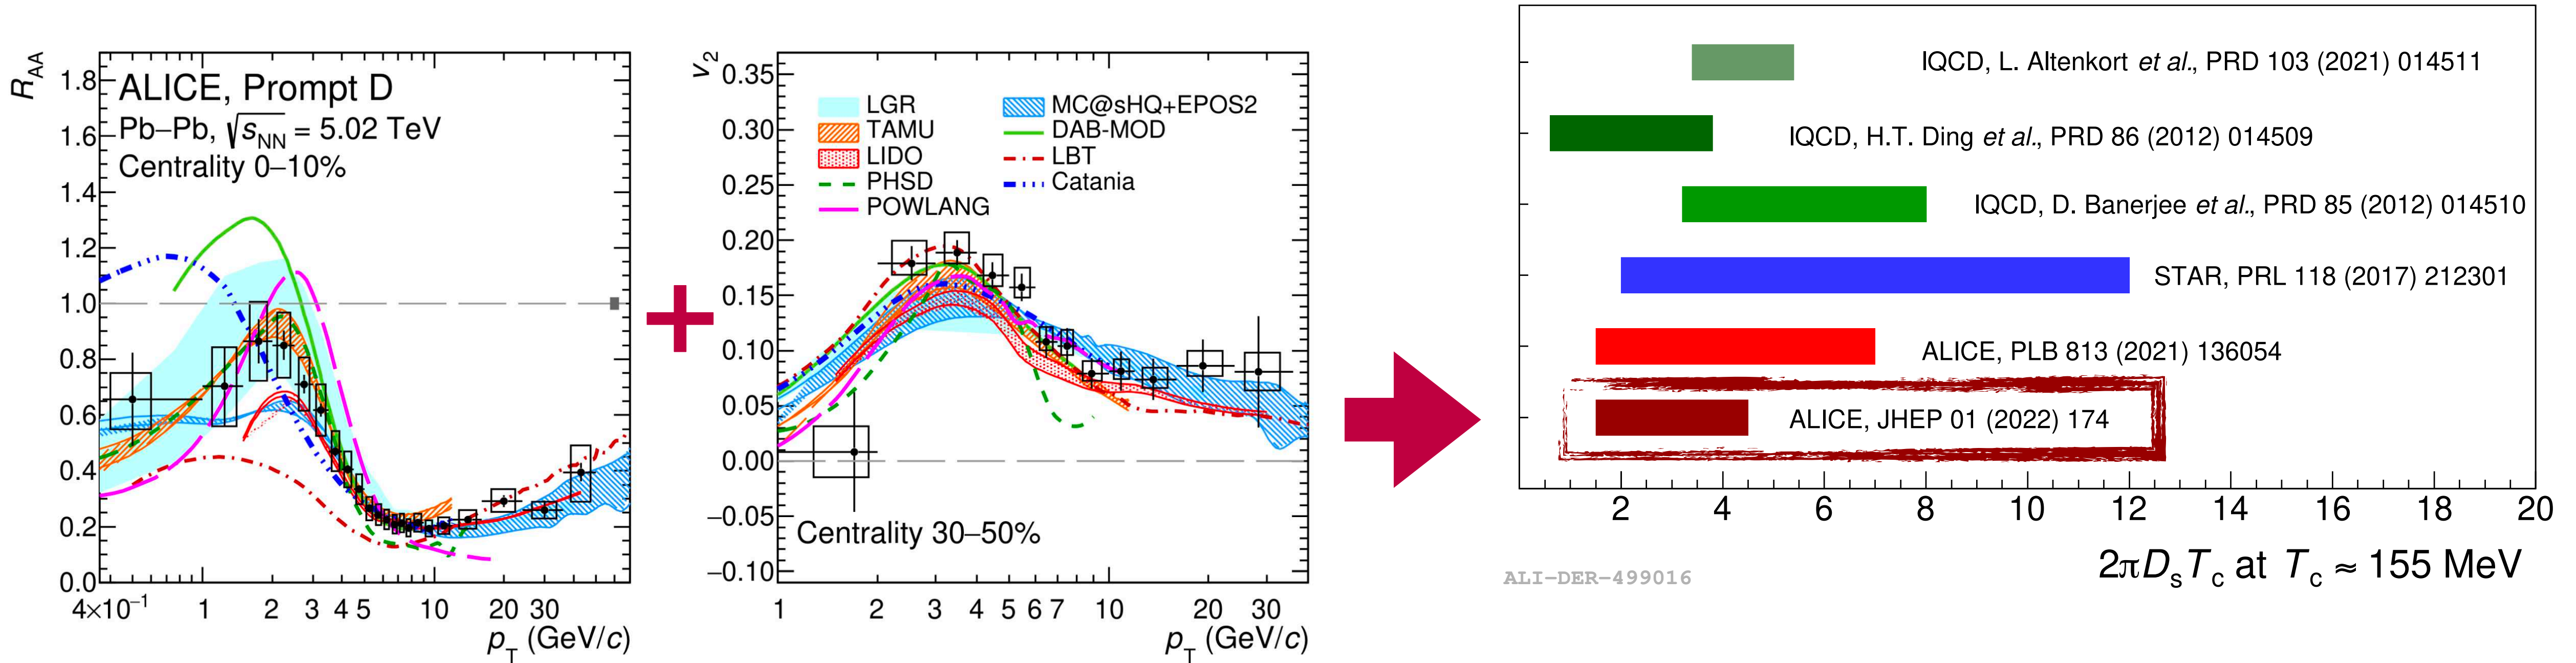 R_AA
1.8
1.6
1.4
1.2
1.0
0.8
0.6
0.4
0.2
0.0
ALICE, Prompt D
Pb–Pb, √s_NN = 5.02 TeV
Centrality 0–10%
4×10⁻¹ 1 2 3 4 5 10 20 30
p_T (GeV/c)
+
v_2
0.35
0.30
0.25
0.20
0.15
0.10
0.05
0.00
−0.05
−0.10
LGR
TAMU
LIDO
PHSD
POWLANG
MC@sHQ+EPOS2
DAB-MOD
LBT
Catania
Centrality 30–50%
1 2 3 4 5 6 7 10 20 30
p_T (GeV/c)
lQCD, L. Altenkort et al., PRD 103 (2021) 014511
lQCD, H.T. Ding et al., PRD 86 (2012) 014509
lQCD, D. Banerjee et al., PRD 85 (2012) 014510
STAR, PRL 118 (2017) 212301
ALICE, PLB 813 (2021) 136054
ALICE, JHEP 01 (2022) 174
2 4 6 8 10 12 14 16 18 20
2πD_sT_c at T_c ≈ 155 MeV
ALI−DER−499016